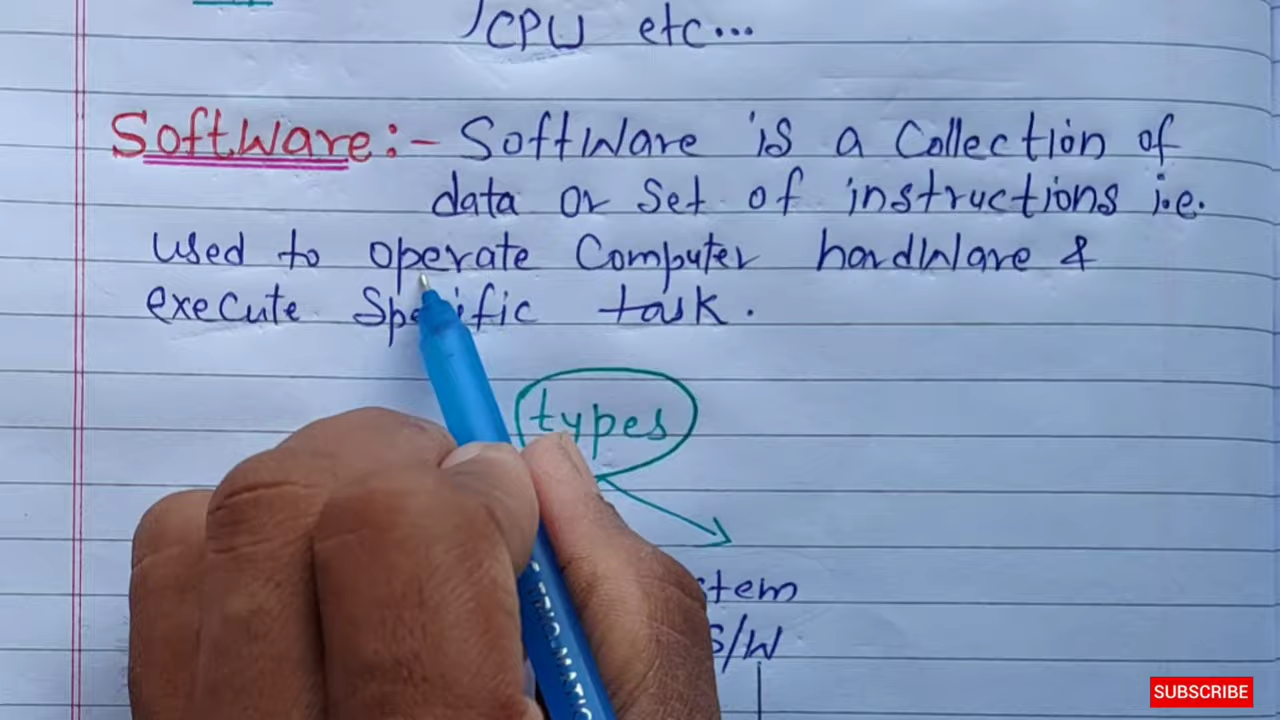 CPU etc...
Software:- Software is a Collection of
data or set of instructions i.e.
used to operate Computer hardware &
execute Specific task.
types
S/W
SUBSCRIBE